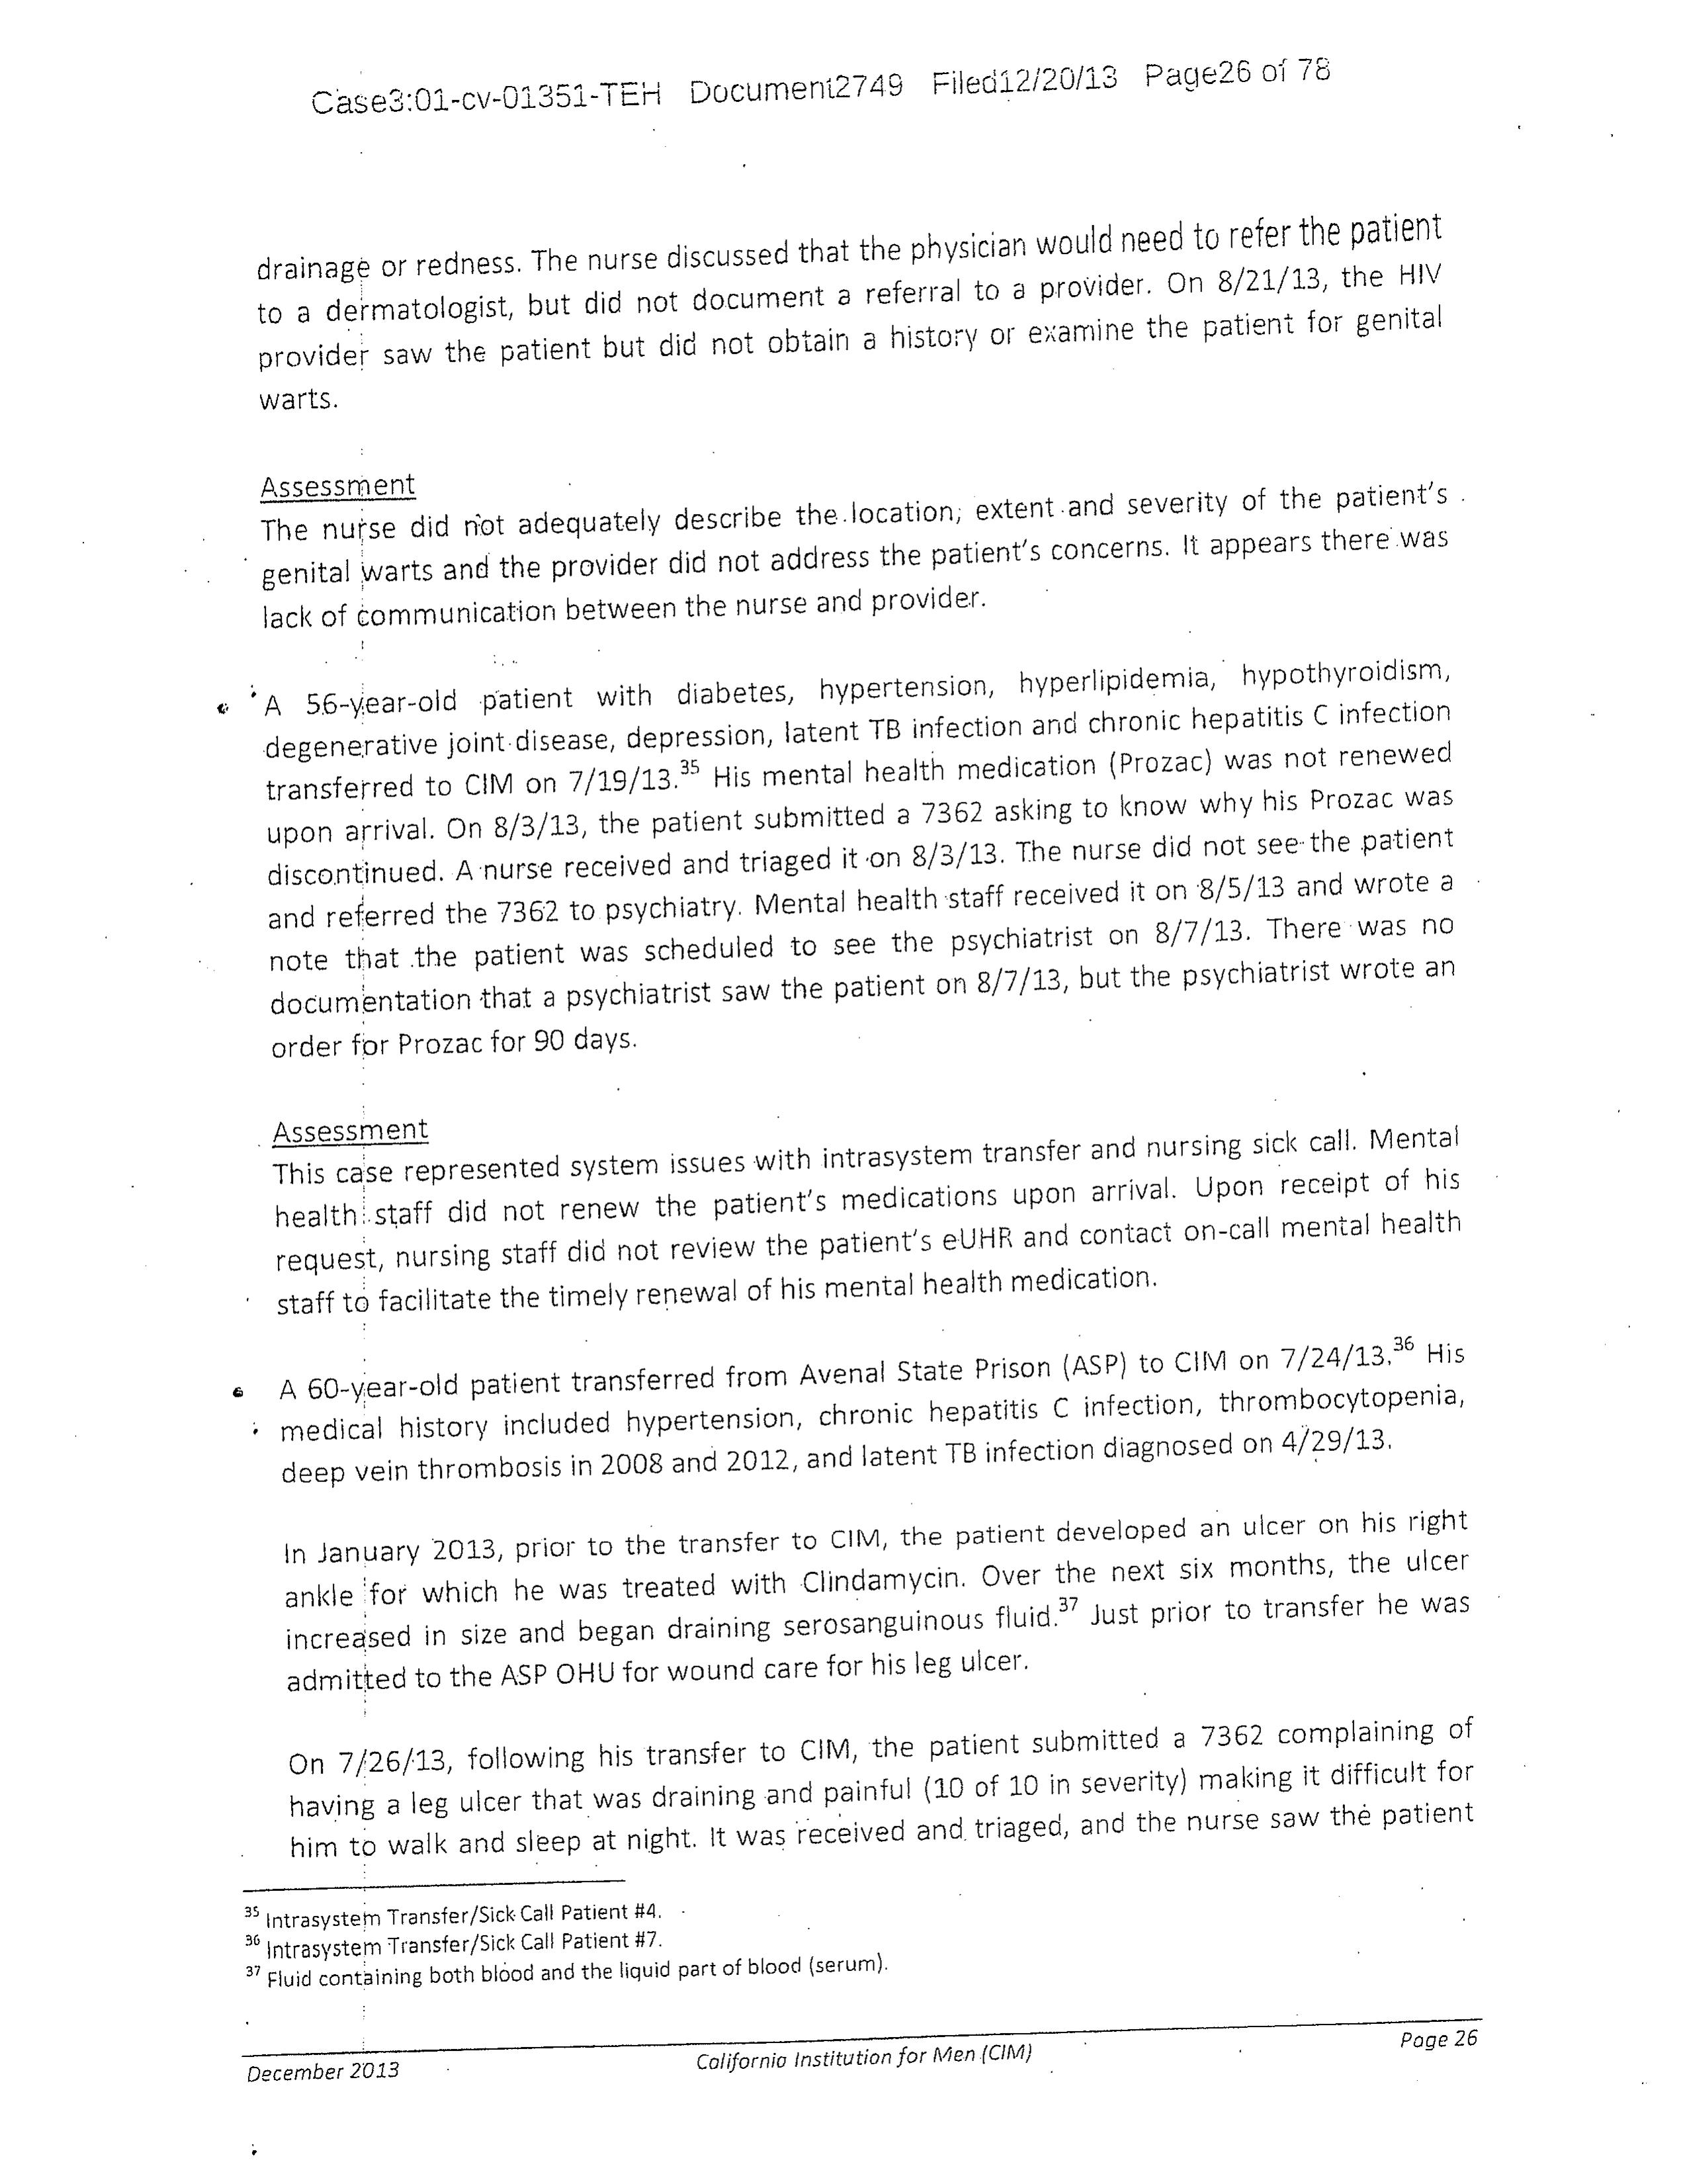 Case3:01-cv-01351-TEH Document2749 Filed12/20/13 Page26 of 78
drainage or redness. The nurse discussed that the physician would need to refer the patient
to a dermatologist, but did not document a referral to a provider. On 8/21/13, the HIV
provider saw the patient but did not obtain a history or examine the patient for genital
warts.
Assessment
The nurse did not adequately describe the location, extent and severity of the patient's
genital warts and the provider did not address the patient's concerns. It appears there was
lack of communication between the nurse and provider.
• A 56-year-old patient with diabetes, hypertension, hyperlipidemia, hypothyroidism,
degenerative joint disease, depression, latent TB infection and chronic hepatitis C infection
transferred to CIM on 7/19/13.35 His mental health medication (Prozac) was not renewed
upon arrival. On 8/3/13, the patient submitted a 7362 asking to know why his Prozac was
discontinued. A nurse received and triaged it on 8/3/13. The nurse did not see the patient
and referred the 7362 to psychiatry. Mental health staff received it on 8/5/13 and wrote a
note that the patient was scheduled to see the psychiatrist on 8/7/13. There was no
documentation that a psychiatrist saw the patient on 8/7/13, but the psychiatrist wrote an
order for Prozac for 90 days.
Assessment
This case represented system issues with intrasystem transfer and nursing sick call. Mental
health staff did not renew the patient's medications upon arrival. Upon receipt of his
request, nursing staff did not review the patient's eUHR and contact on-call mental health
staff to facilitate the timely renewal of his mental health medication.
• A 60-year-old patient transferred from Avenal State Prison (ASP) to CIM on 7/24/13.36 His
medical history included hypertension, chronic hepatitis C infection, thrombocytopenia,
deep vein thrombosis in 2008 and 2012, and latent TB infection diagnosed on 4/29/13.
In January 2013, prior to the transfer to CIM, the patient developed an ulcer on his right
ankle for which he was treated with Clindamycin. Over the next six months, the ulcer
increased in size and began draining serosanguinous fluid.37 Just prior to transfer he was
admitted to the ASP OHU for wound care for his leg ulcer.
On 7/26/13, following his transfer to CIM, the patient submitted a 7362 complaining of
having a leg ulcer that was draining and painful (10 of 10 in severity) making it difficult for
him to walk and sleep at night. It was received and triaged, and the nurse saw the patient
35 Intrasystem Transfer/Sick Call Patient #4.
36 Intrasystem Transfer/Sick Call Patient #7.
37 Fluid containing both blood and the liquid part of blood (serum).
December 2013 California Institution for Men (CIM) Page 26